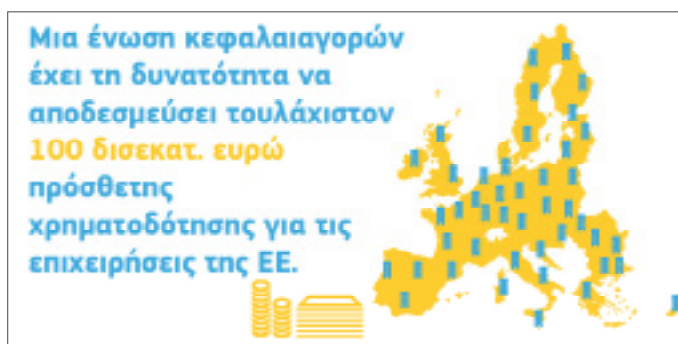 Μια ένωση κεφαλαιαγορών
έχει τη δυνατότητα να
αποδεσμεύσει τουλάχιστον
100 δισεκατ. ευρώ
πρόσθετης
χρηματοδότησης για τις
επιχειρήσεις της ΕΕ.